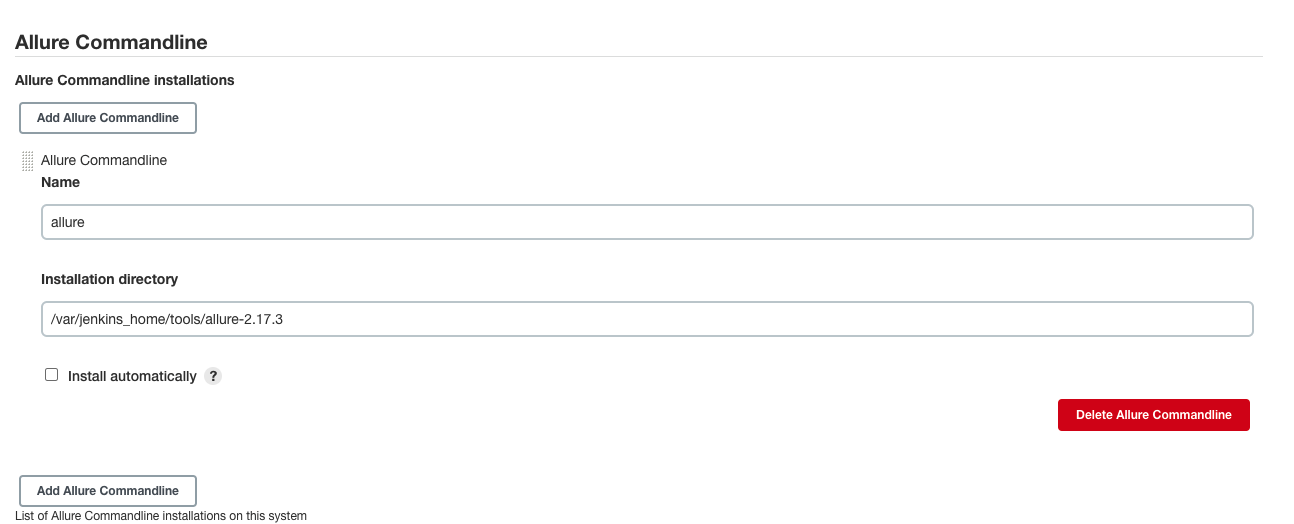 Allure Commandline
Allure Commandline installations
Add Allure Commandline
Allure Commandline
Name
allure
Installation directory
/var/jenkins_home/tools/allure-2.17.3
Install automatically ?
Delete Allure Commandline
Add Allure Commandline
List of Allure Commandline installations on this system